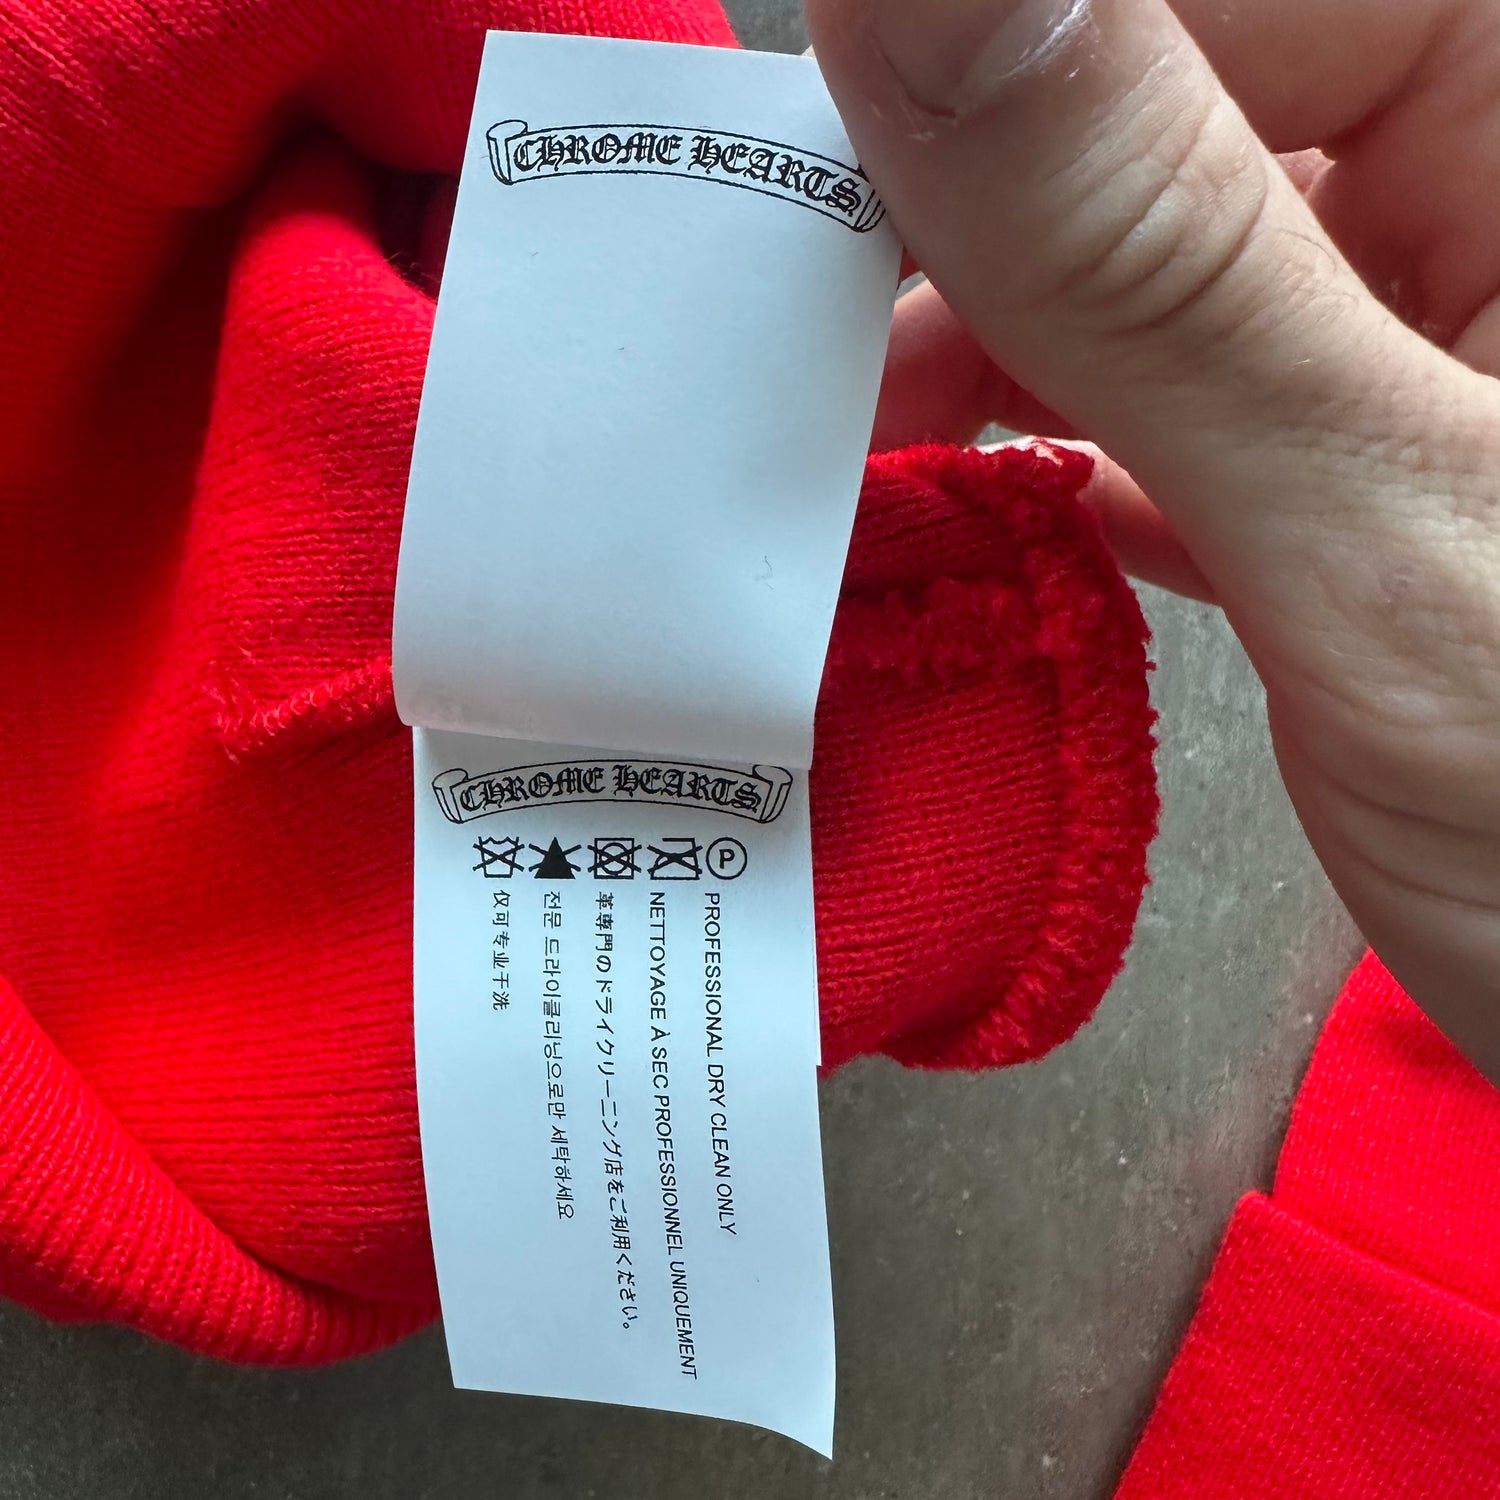 CHROME HEARTS
CHROME HEARTS
P
PROFESSIONAL DRY CLEAN ONLY
NETTOYAGE À SEC PROFESSIONNEL UNIQUEMENT
革専門のドライクリーニング店をご利用ください。
전문 드라이클리닝으로만 세탁하세요
仅可专业干洗